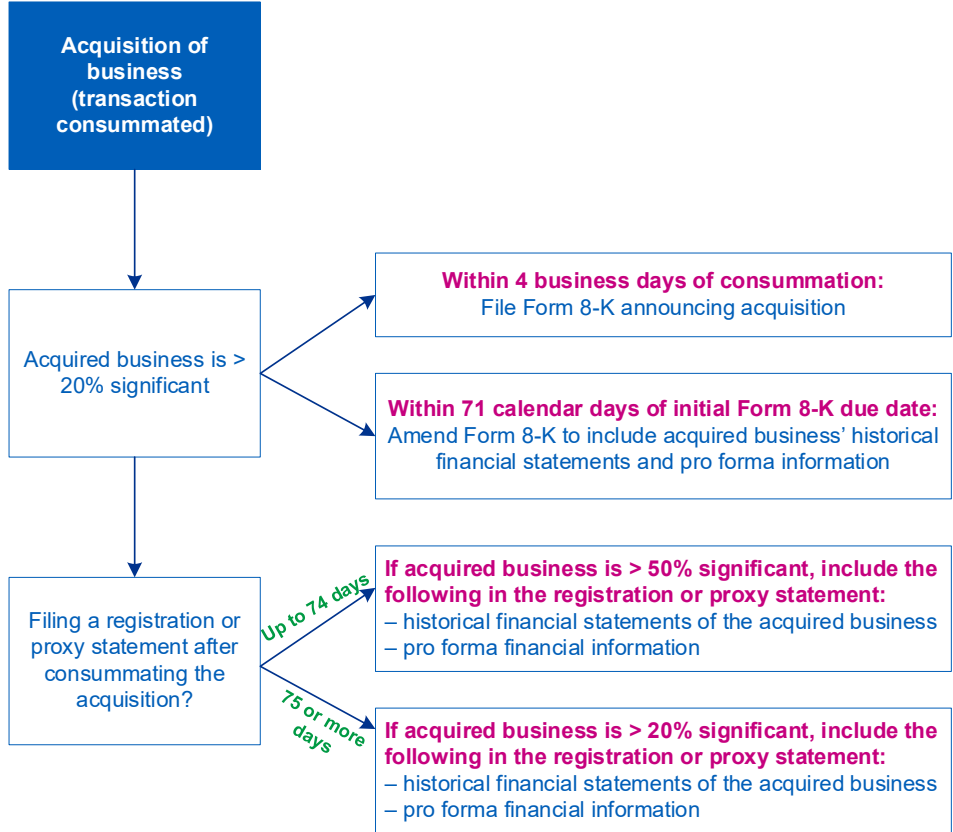 Acquisition of
business
(transaction
consummated)
Within 4 business days of consummation:
File Form 8-K announcing acquisition
Acquired business is >
20% significant
Within 71 calendar days of initial Form 8-K due date:
Amend Form 8-K to include acquired business’ historical
financial statements and pro forma information
Filing a registration or
proxy statement after
consummating the
acquisition?
Up to 74 days
If acquired business is > 50% significant, include the
following in the registration or proxy statement:
– historical financial statements of the acquired business
– pro forma financial information
75 or more
days
If acquired business is > 20% significant, include the
following in the registration or proxy statement:
– historical financial statements of the acquired business
– pro forma financial information